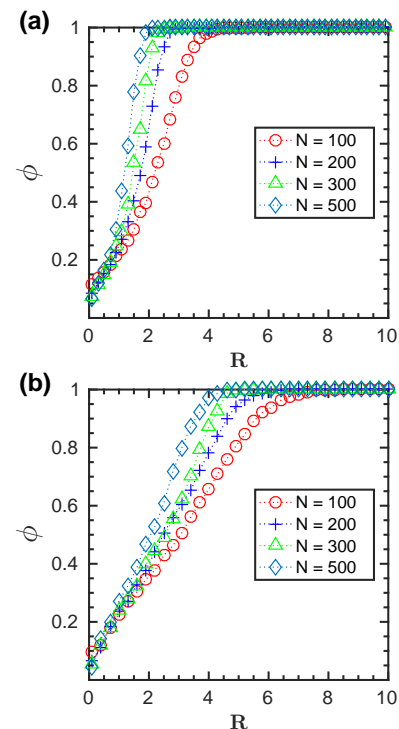 (a)
1
0.8
0.6
0.4
0.2
ϕ
N = 100
N = 200
N = 300
N = 500
0 2 4 6 8 10
R
(b)
1
0.8
0.6
0.4
0.2
ϕ
N = 100
N = 200
N = 300
N = 500
0 2 4 6 8 10
R